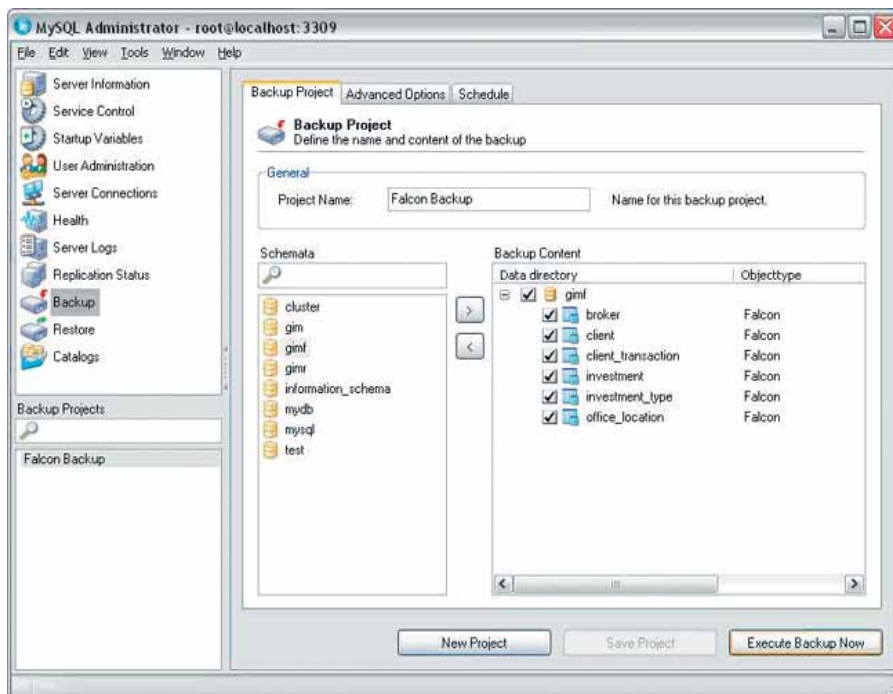 MySQL Administrator - root@localhost:3309
File Edit View Tools Window Help
Server Information
Service Control
Startup Variables
User Administration
Server Connections
Health
Server Logs
Replication Status
Backup
Restore
Catalogs
Backup Projects
Falcon Backup
Backup Project Advanced Options Schedule
Backup Project
Define the name and content of the backup
General
Project Name: Falcon Backup Name for this backup project.
Schemata
cluster
gim
gimf
gimr
information_schema
mydb
mysql
test
> 
<
Backup Content
Data directory Objecttype
gimf
broker Falcon
client Falcon
client_transaction Falcon
investment Falcon
investment_type Falcon
office_location Falcon
New Project Save Project Execute Backup Now